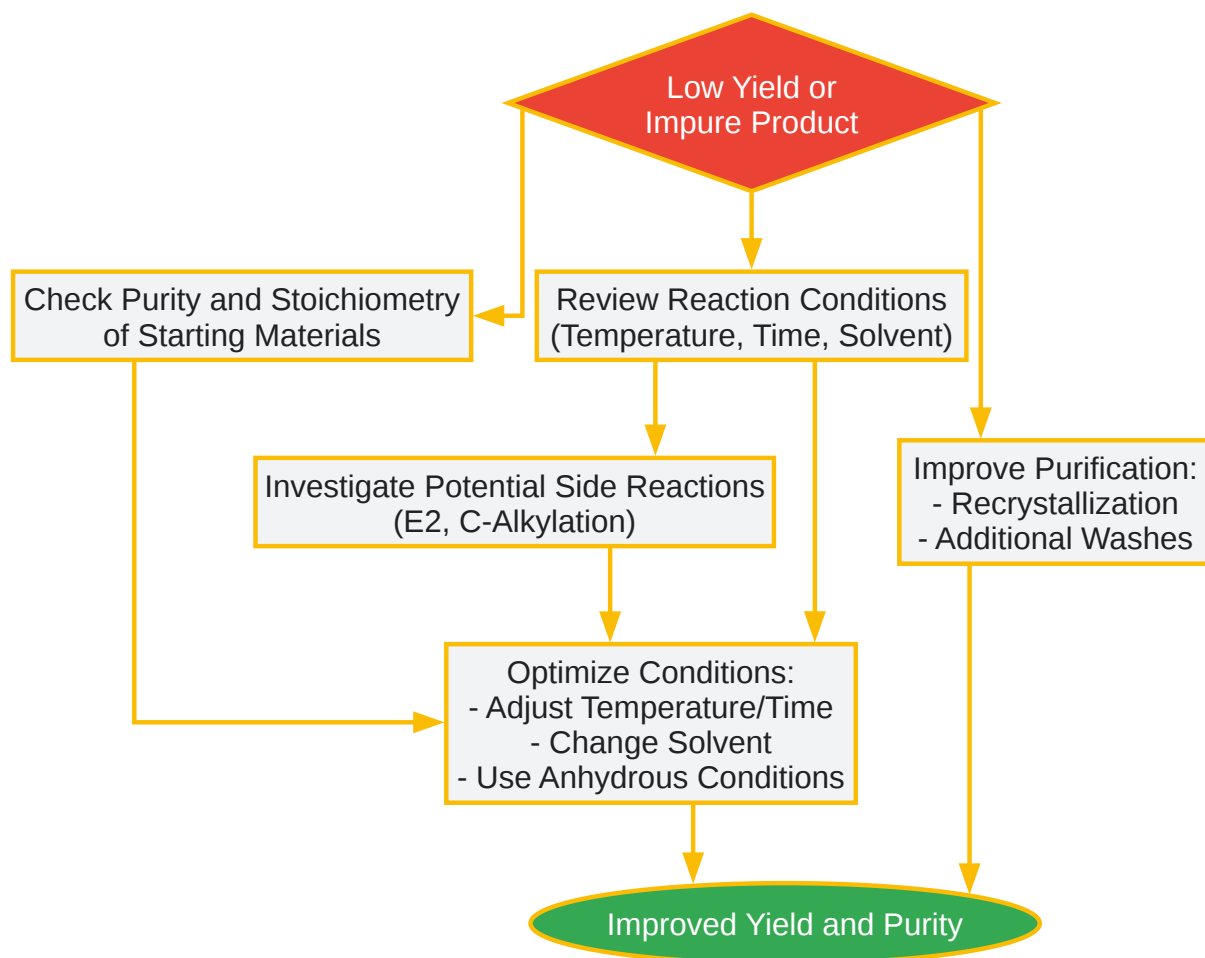 Low Yield or
Impure Product
Check Purity and Stoichiometry
of Starting Materials
Review Reaction Conditions
(Temperature, Time, Solvent)
Investigate Potential Side Reactions
(E2, C-Alkylation)
Improve Purification:
- Recrystallization
- Additional Washes
Optimize Conditions:
- Adjust Temperature/Time
- Change Solvent
- Use Anhydrous Conditions
Improved Yield and Purity